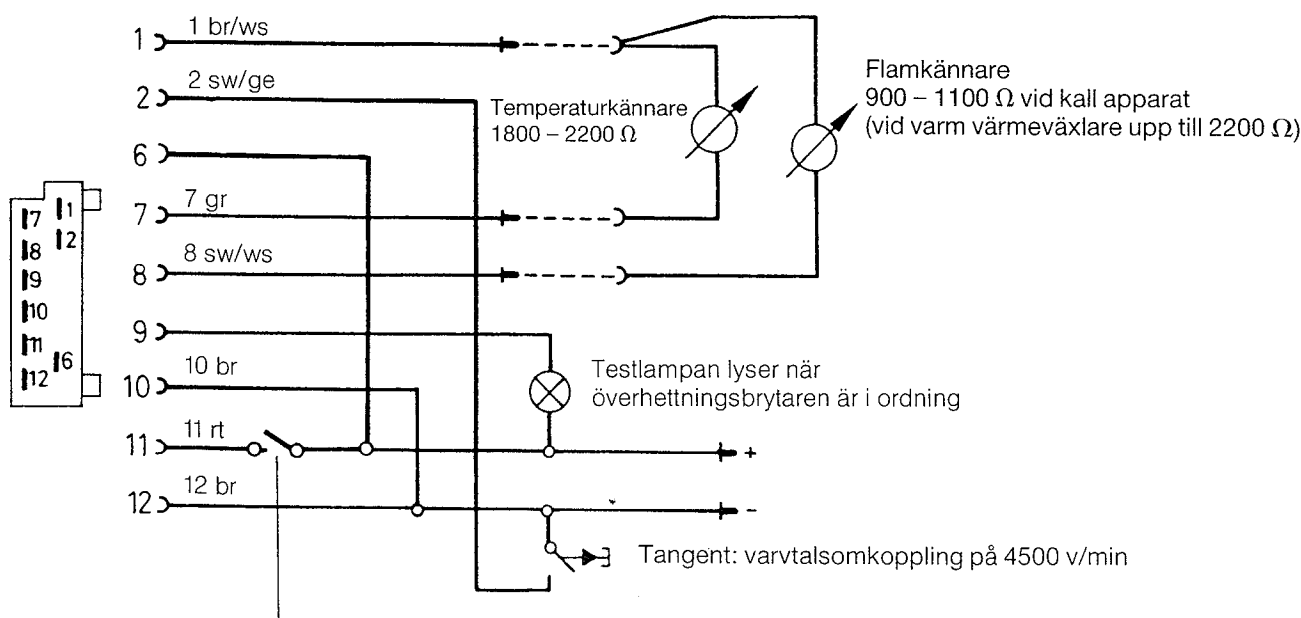 1 1 br/ws
2 2 sw/ge
6
7 7 gr
8 8 sw/ws
9
10 10 br
11 11 rt
12 12 br
7 1
8 2
9
10
11 6
12
Temperaturkännare
1800 – 2200 Ω
Flamkännare
900 – 1100 Ω vid kall apparat
(vid varm värmeväxlare upp till 2200 Ω)
Testlampan lyser när
överhettningsbrytaren är i ordning
+
-
Tangent: varvtalsomkoppling på 4500 v/min